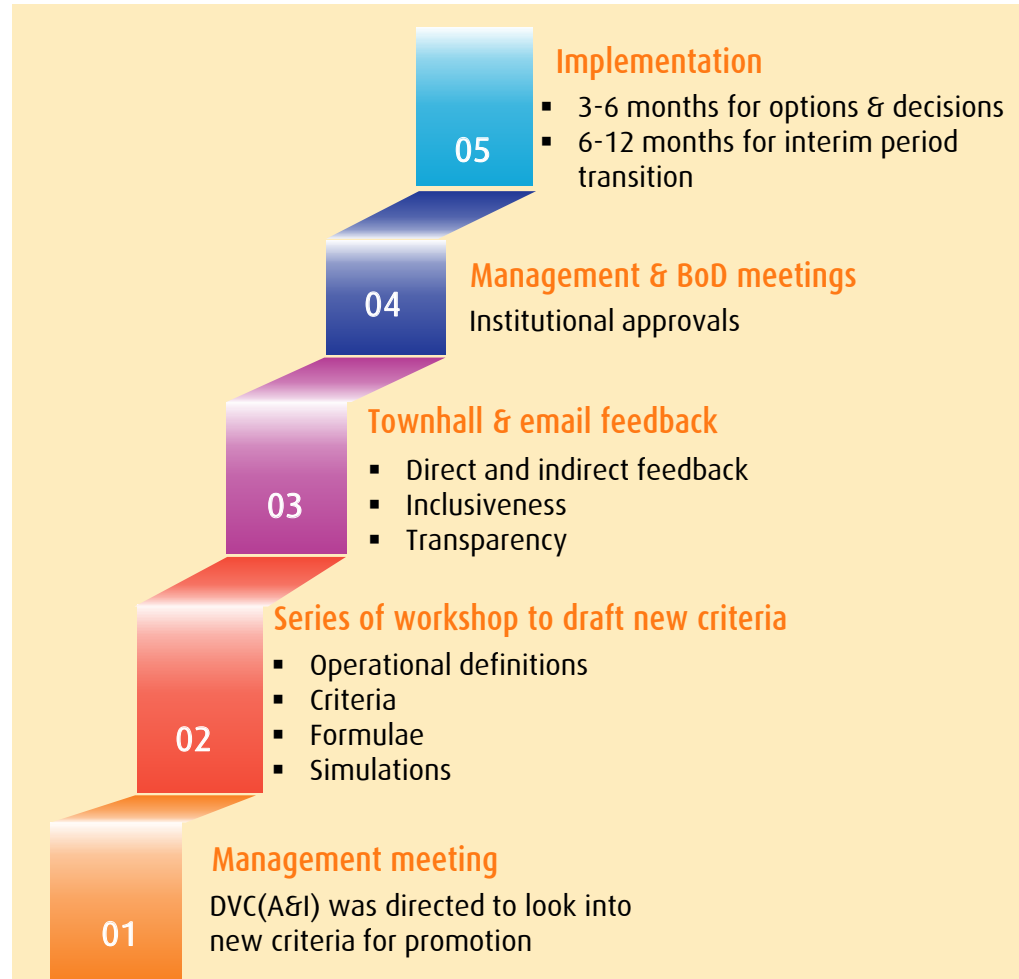 05
Implementation
▪ 3-6 months for options & decisions
▪ 6-12 months for interim period
transition
04
Management & BoD meetings
Institutional approvals
03
Townhall & email feedback
▪ Direct and indirect feedback
▪ Inclusiveness
▪ Transparency
02
Series of workshop to draft new criteria
▪ Operational definitions
▪ Criteria
▪ Formulae
▪ Simulations
01
Management meeting
DVC(A&I) was directed to look into
new criteria for promotion